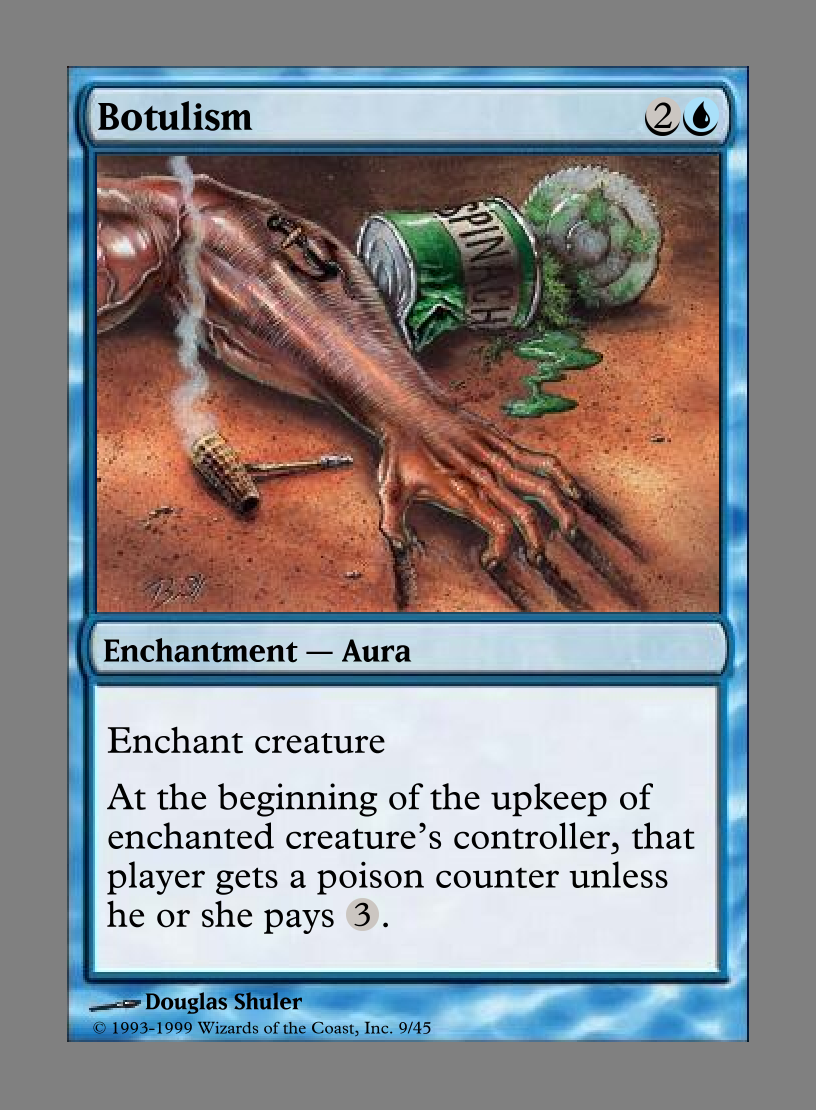 Botulism 2
SPINACH
Enchantment — Aura
Enchant creature
At the beginning of the upkeep of
enchanted creature's controller, that
player gets a poison counter unless
he or she pays 3.
Douglas Shuler
© 1993-1999 Wizards of the Coast, Inc. 9/45